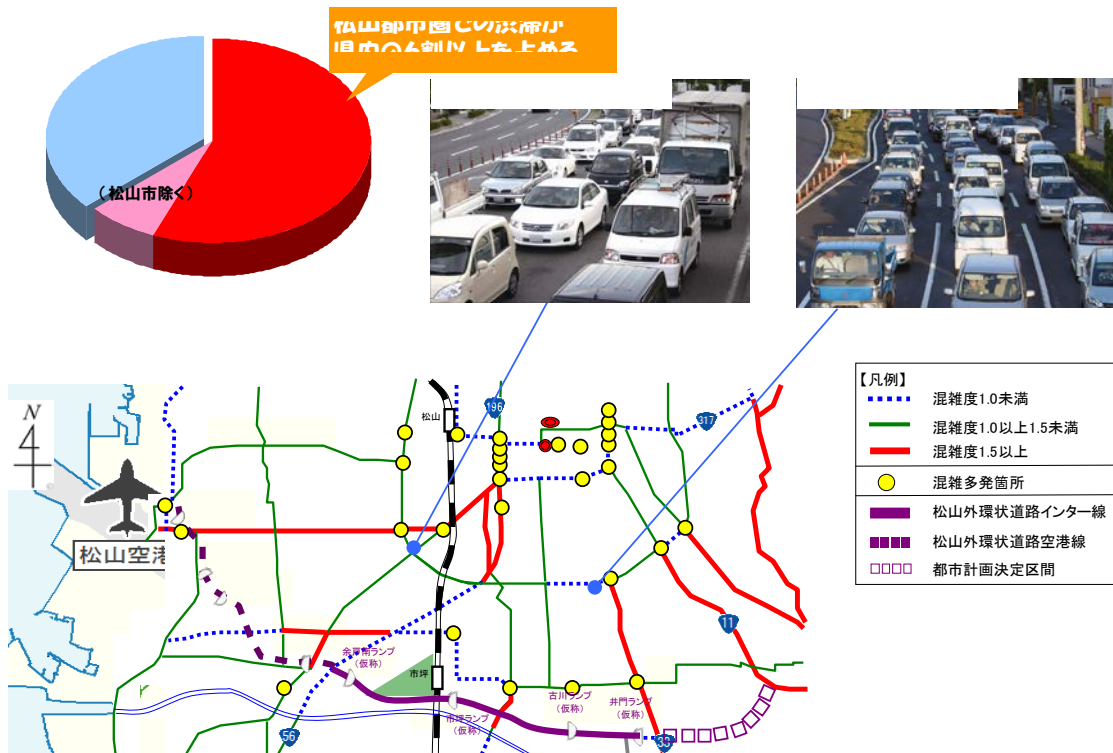 松山都市圏での渋滞が
県内の6割以上を占める
(松山市除く)
【凡例】
混雑度1.0未満
混雑度1.0以上1.5未満
混雑度1.5以上
混雑多発箇所
松山外環状道路インター線
松山外環状道路空港線
都市計画決定区間
N
松山
196
317
松山空港
11
余戸南ランプ
(仮称)
市坪
市坪ランプ
(仮称)
古川ランプ
(仮称)
井門ランプ
(仮称)
56
33